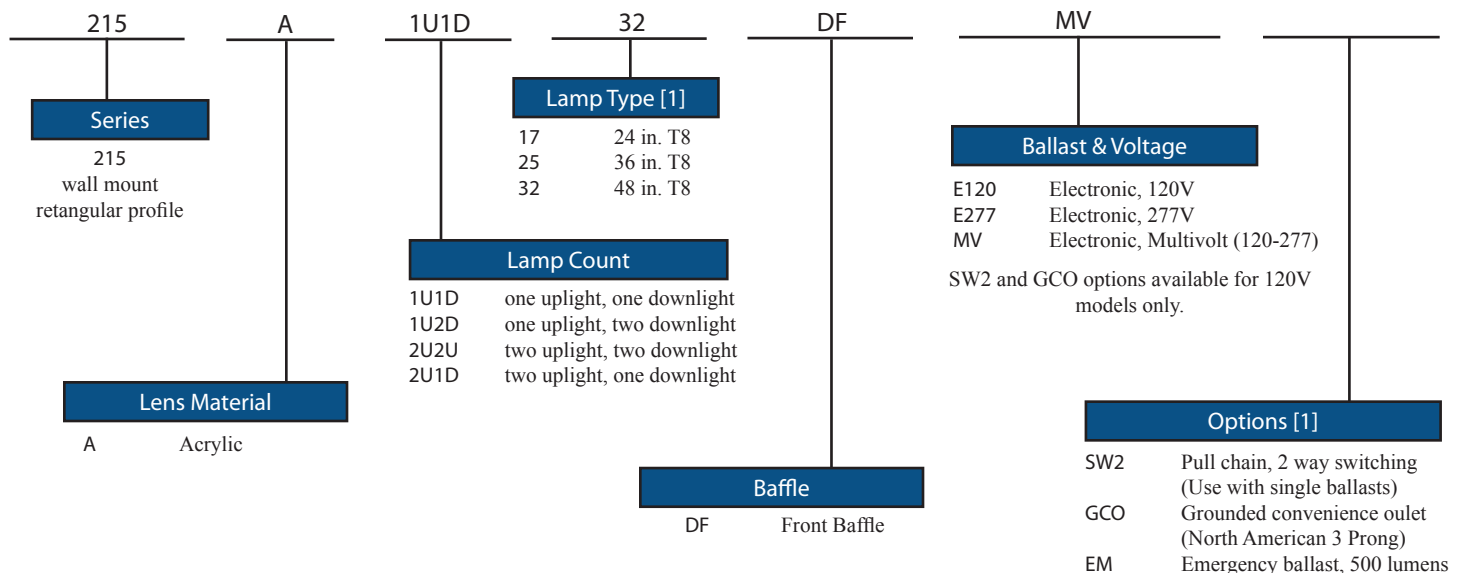 215 A 1U1D 32 DF MV
Series
215
wall mount
retangular profile
Lens Material
A Acrylic
Lamp Count
1U1D one uplight, one downlight
1U2D one uplight, two downlight
2U2U two uplight, two downlight
2U1D two uplight, one downlight
Lamp Type [1]
17 24 in. T8
25 36 in. T8
32 48 in. T8
Baffle
DF Front Baffle
Ballast & Voltage
E120 Electronic, 120V
E277 Electronic, 277V
MV Electronic, Multivolt (120-277)
SW2 and GCO options available for 120V
models only.
Options [1]
SW2 Pull chain, 2 way switching
(Use with single ballasts)
GCO Grounded convenience oulet
(North American 3 Prong)
EM Emergency ballast, 500 lumens